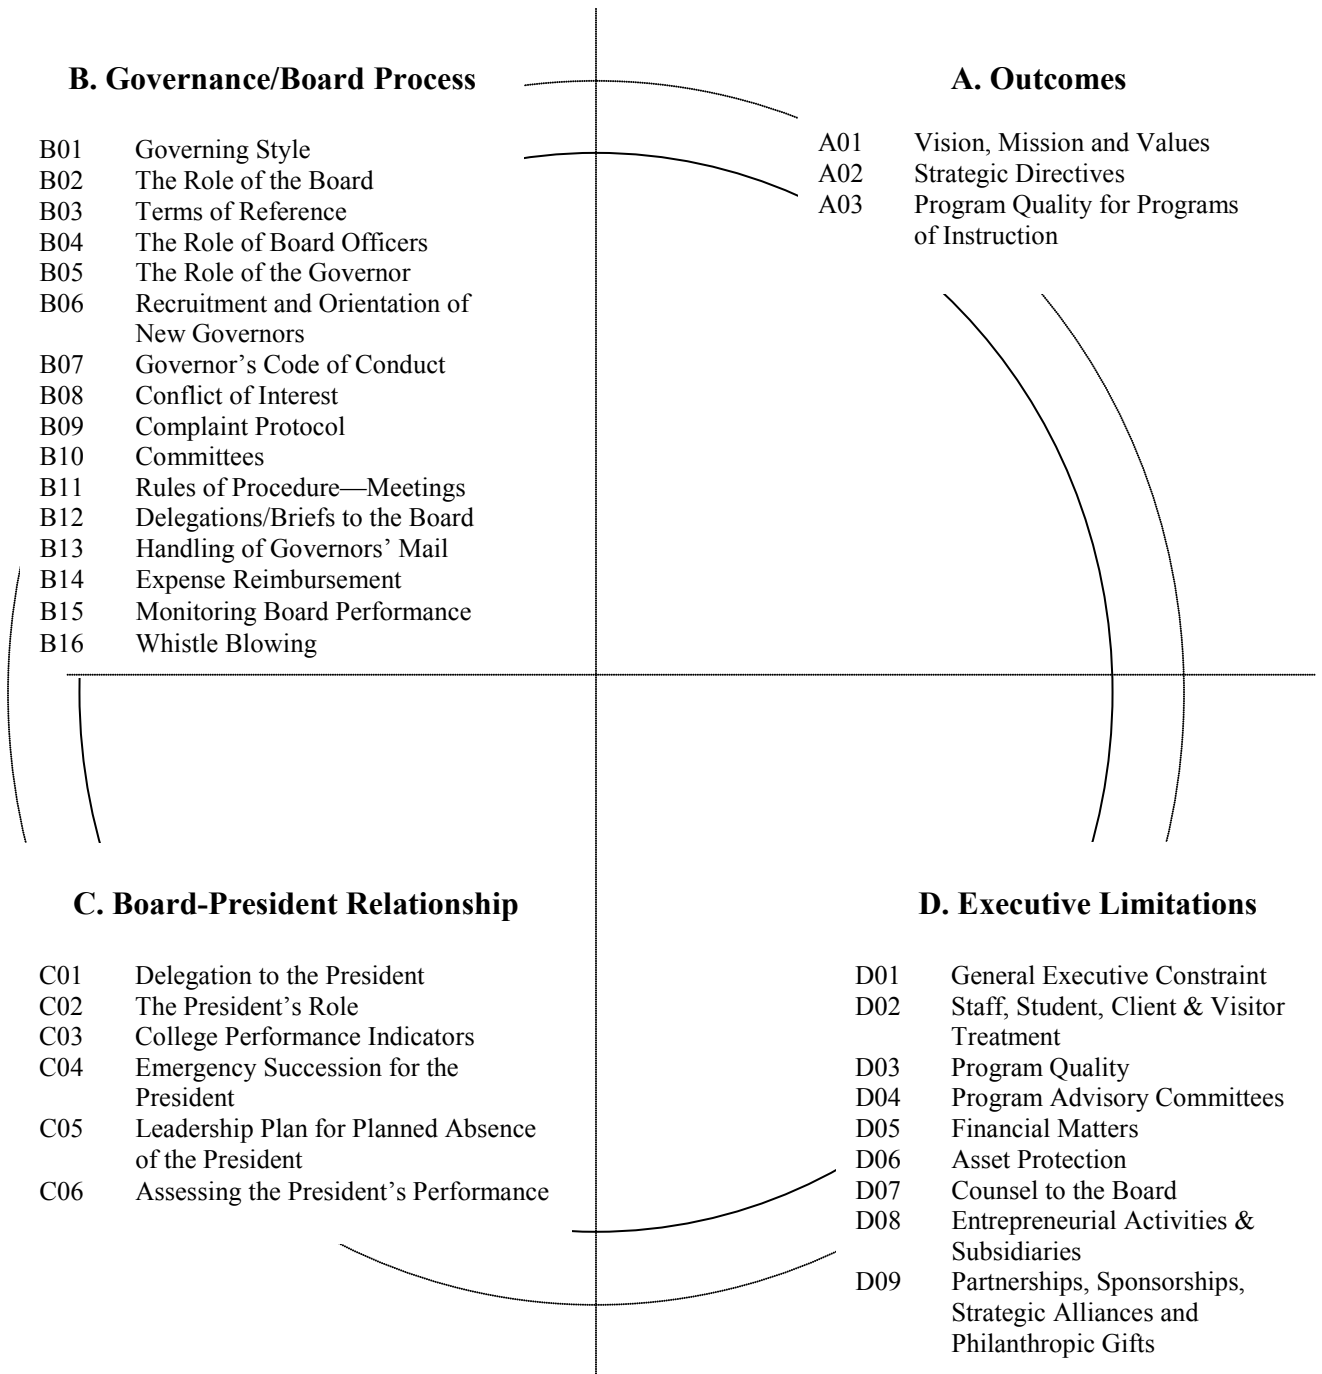 B. Governance/Board Process
B01 Governing Style
B02 The Role of the Board
B03 Terms of Reference
B04 The Role of Board Officers
B05 The Role of the Governor
B06 Recruitment and Orientation of
New Governors
B07 Governor’s Code of Conduct
B08 Conflict of Interest
B09 Complaint Protocol
B10 Committees
B11 Rules of Procedure—Meetings
B12 Delegations/Briefs to the Board
B13 Handling of Governors’ Mail
B14 Expense Reimbursement
B15 Monitoring Board Performance
B16 Whistle Blowing
A. Outcomes
A01 Vision, Mission and Values
A02 Strategic Directives
A03 Program Quality for Programs
of Instruction
C. Board-President Relationship
C01 Delegation to the President
C02 The President’s Role
C03 College Performance Indicators
C04 Emergency Succession for the
President
C05 Leadership Plan for Planned Absence
of the President
C06 Assessing the President’s Performance
D. Executive Limitations
D01 General Executive Constraint
D02 Staff, Student, Client & Visitor
Treatment
D03 Program Quality
D04 Program Advisory Committees
D05 Financial Matters
D06 Asset Protection
D07 Counsel to the Board
D08 Entrepreneurial Activities &
Subsidiaries
D09 Partnerships, Sponsorships,
Strategic Alliances and
Philanthropic Gifts